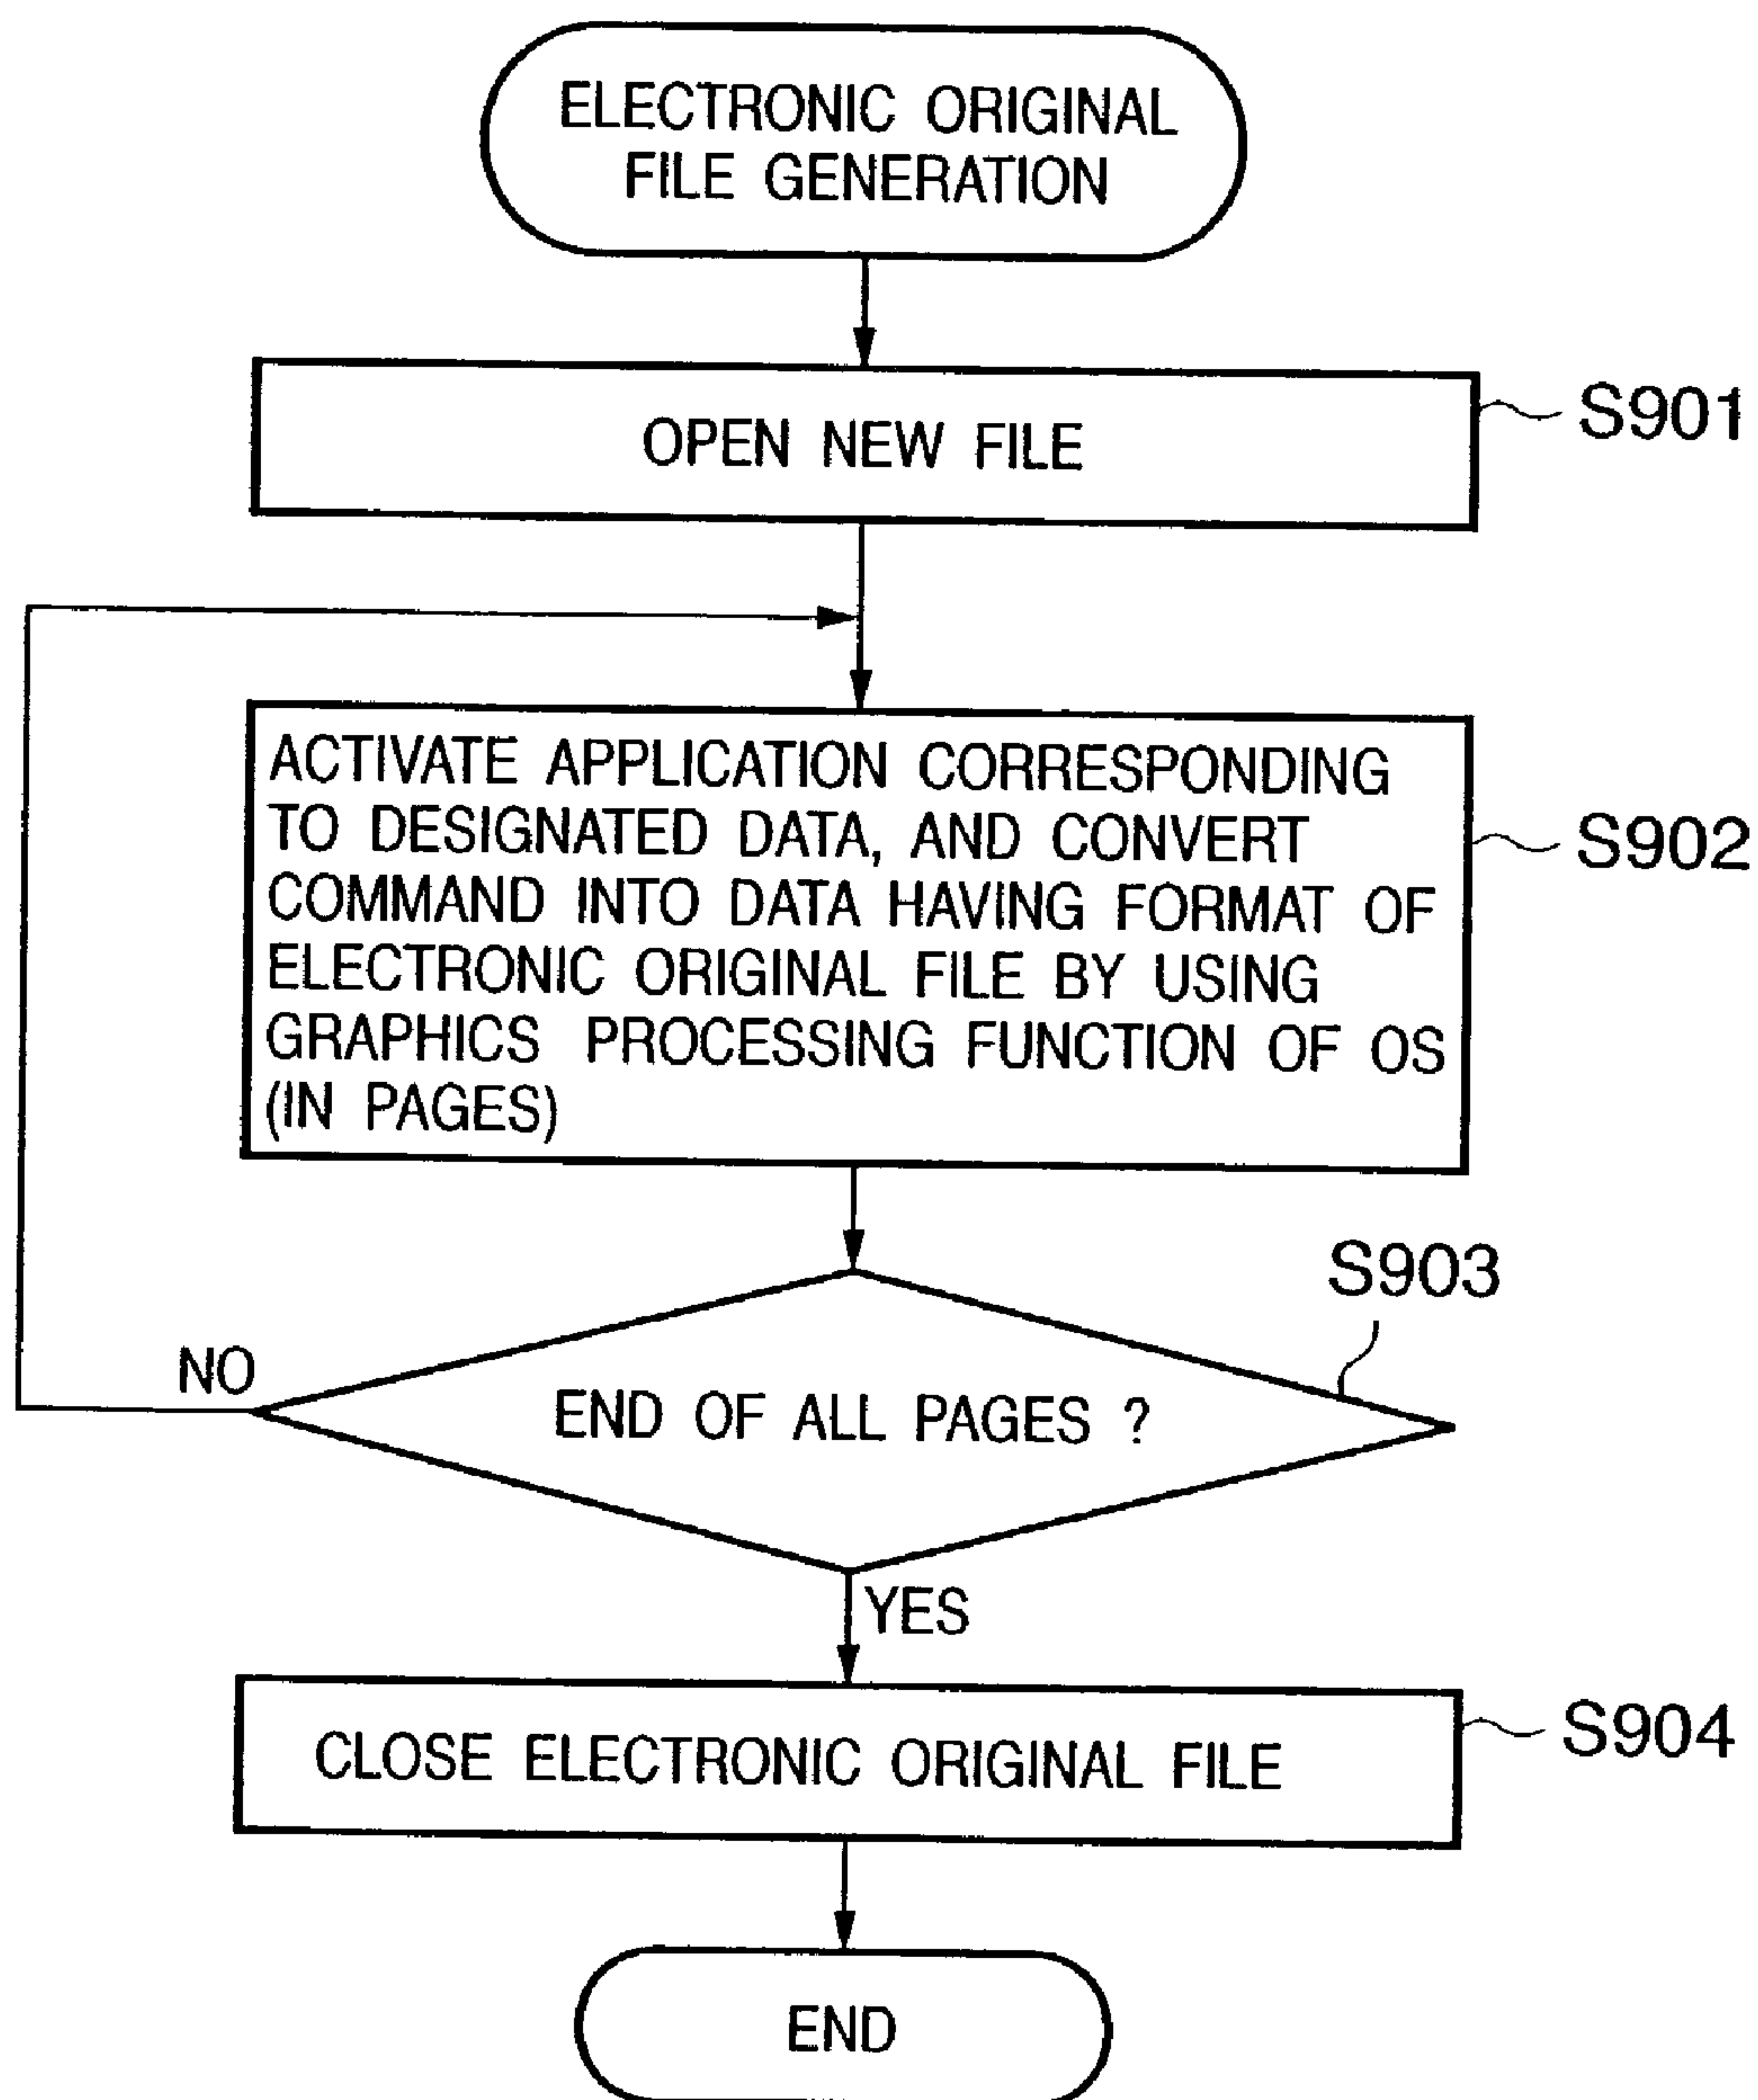 ELECTRONIC ORIGINAL
FILE GENERATION
OPEN NEW FILE
S901
ACTIVATE APPLICATION CORRESPONDING
TO DESIGNATED DATA, AND CONVERT
COMMAND INTO DATA HAVING FORMAT OF
ELECTRONIC ORIGINAL FILE BY USING
GRAPHICS PROCESSING FUNCTION OF OS
(IN PAGES)
S902
S903
NO
END OF ALL PAGES ?
YES
CLOSE ELECTRONIC ORIGINAL FILE
S904
END